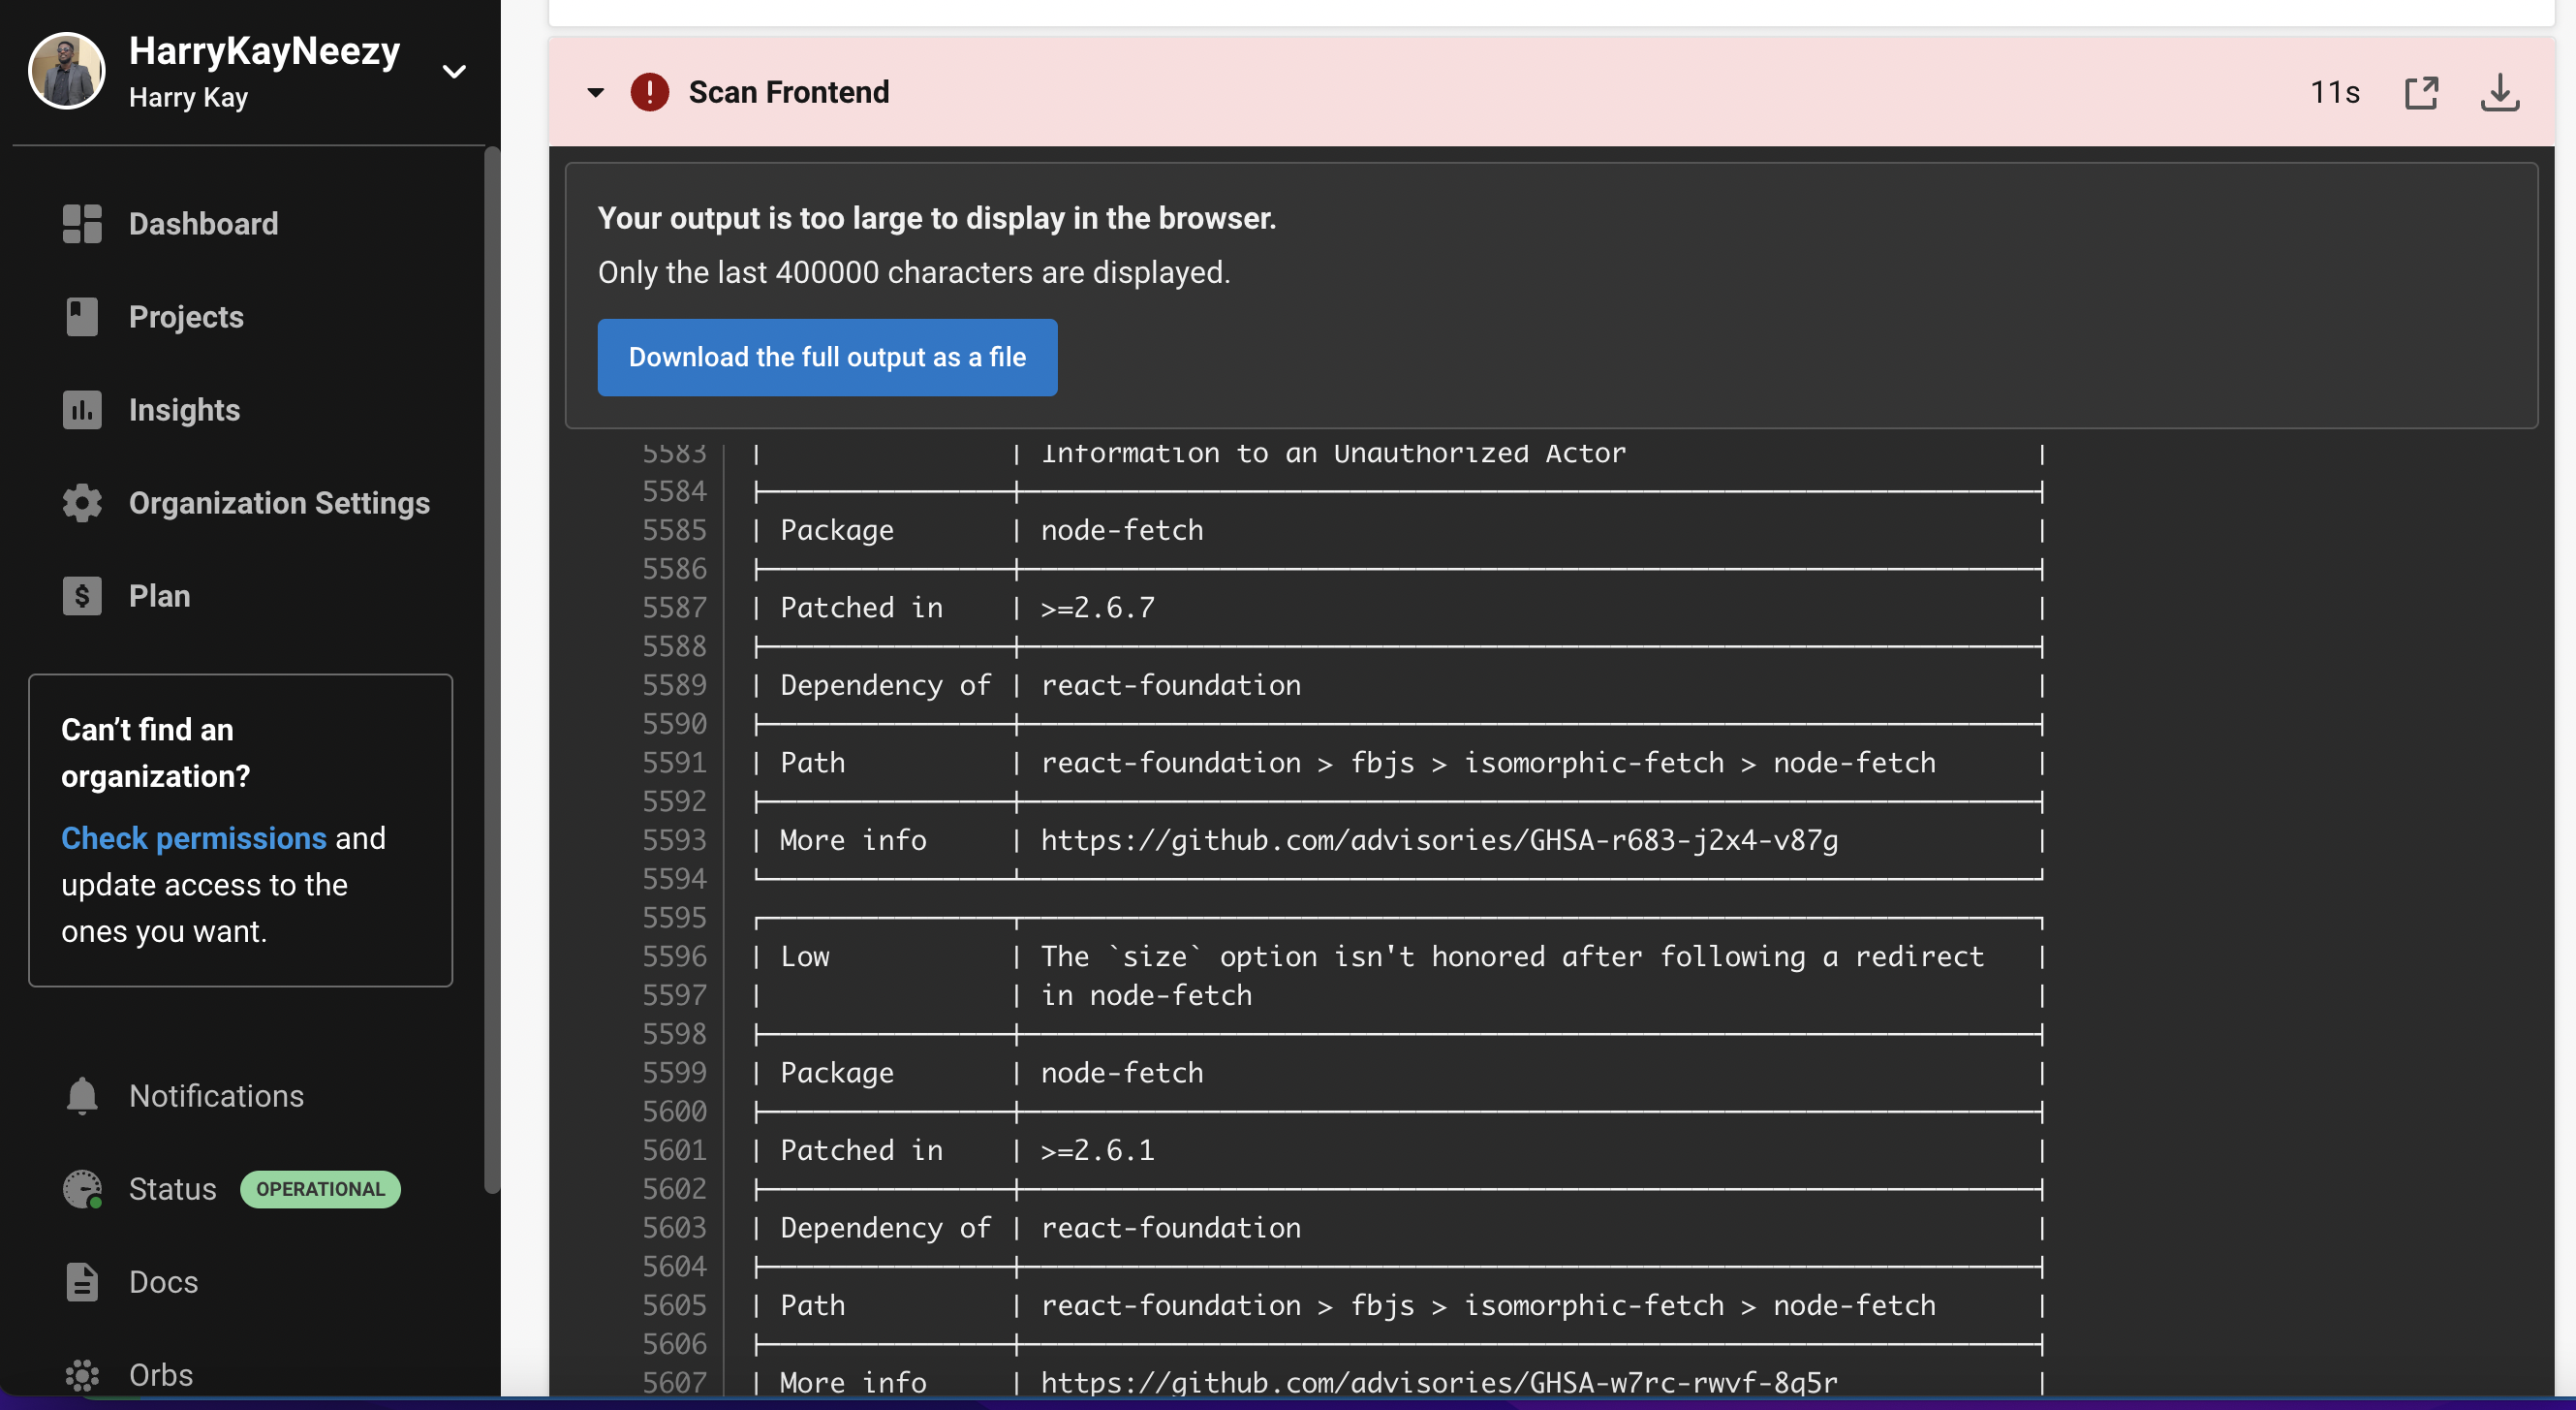 HarryKayNeezy
Harry Kay
Dashboard
Projects
Insights
Organization Settings
Plan
Can’t find an
organization?
Check permissions and
update access to the
ones you want.
Notifications
Status OPERATIONAL
Docs
Orbs
Scan Frontend 11s
Your output is too large to display in the browser.
Only the last 400000 characters are displayed.
Download the full output as a file
5583 | | Information to an Unauthorized Actor |
5584
5585 | Package | node-fetch |
5586
5587 | Patched in | >=2.6.7 |
5588
5589 | Dependency of | react-foundation |
5590
5591 | Path | react-foundation > fbjs > isomorphic-fetch > node-fetch |
5592
5593 | More info | https://github.com/advisories/GHSA-r683-j2x4-v87g |
5594
5595
5596 | Low | The `size` option isn't honored after following a redirect |
5597 | | in node-fetch |
5598
5599 | Package | node-fetch |
5600
5601 | Patched in | >=2.6.1 |
5602
5603 | Dependency of | react-foundation |
5604
5605 | Path | react-foundation > fbjs > isomorphic-fetch > node-fetch |
5606
5607 | More info | https://github.com/advisories/GHSA-w7rc-rwvf-8q5r |